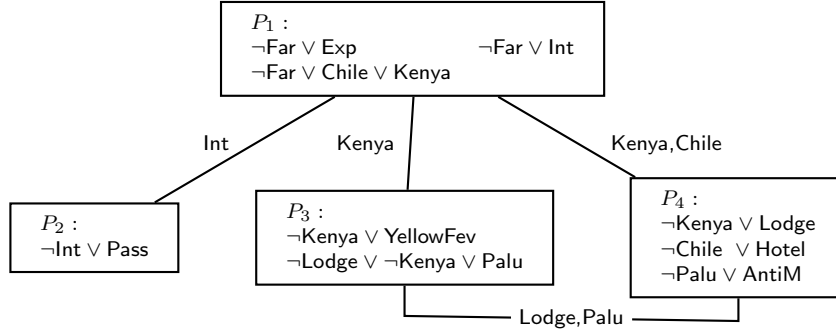 P₁ :
¬Far ∨ Exp ¬Far ∨ Int
¬Far ∨ Chile ∨ Kenya
Int
Kenya
Kenya,Chile
P₂ :
¬Int ∨ Pass
P₃ :
¬Kenya ∨ YellowFev
¬Lodge ∨ ¬Kenya ∨ Palu
P₄ :
¬Kenya ∨ Lodge
¬Chile ∨ Hotel
¬Palu ∨ AntiM
Lodge,Palu